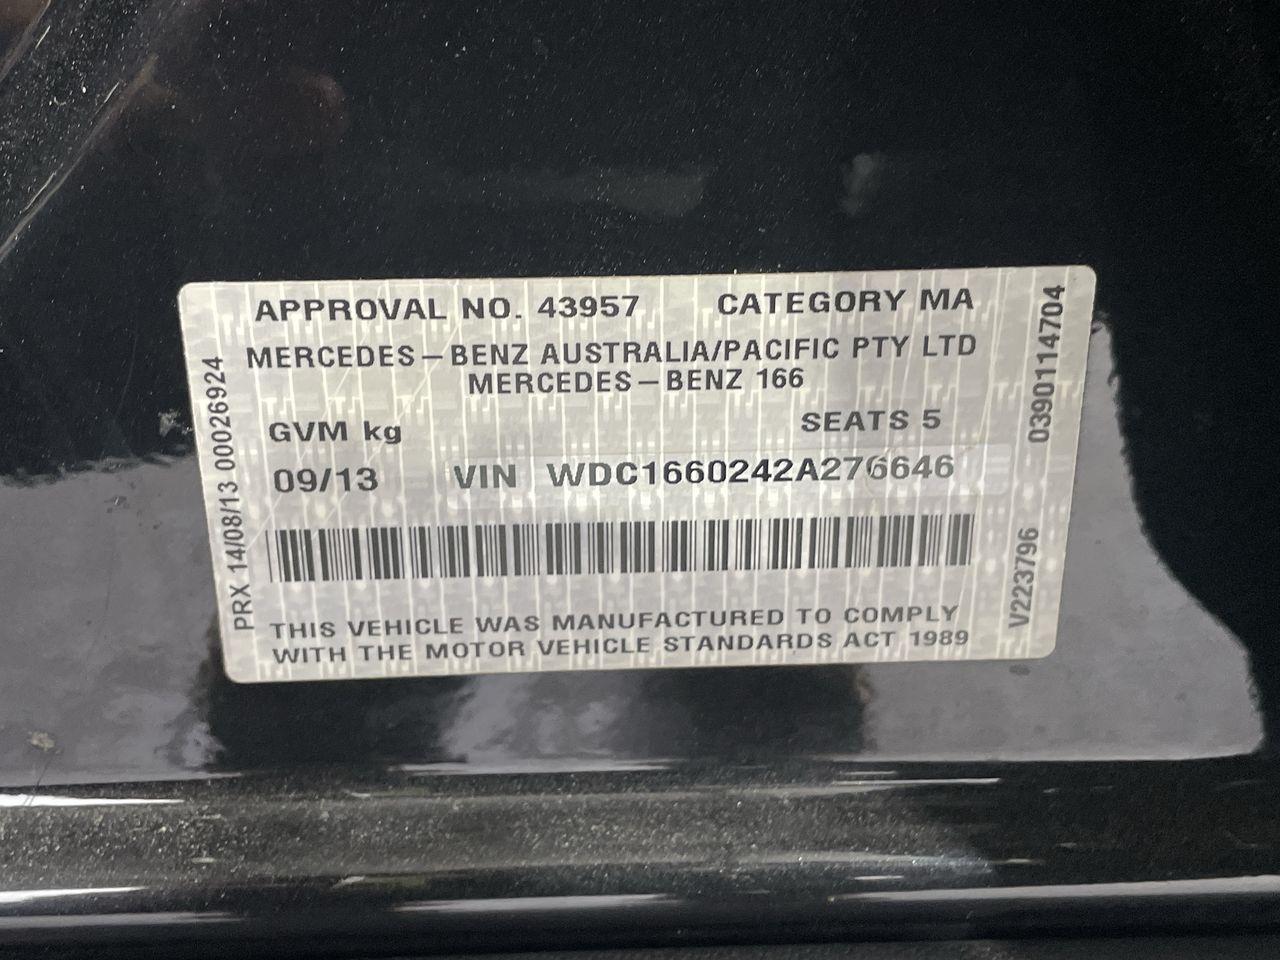 APPROVAL NO. 43957 CATEGORY MA
MERCEDES-BENZ AUSTRALIA/PACIFIC PTY LTD
MERCEDES-BENZ 166
GVM kg SEATS 5
09/13 VIN WDC1660242A276646
THIS VEHICLE WAS MANUFACTURED TO COMPLY
WITH THE MOTOR VEHICLE STANDARDS ACT 1989
PRX 14/08/13 00026924
V223796 0390114704